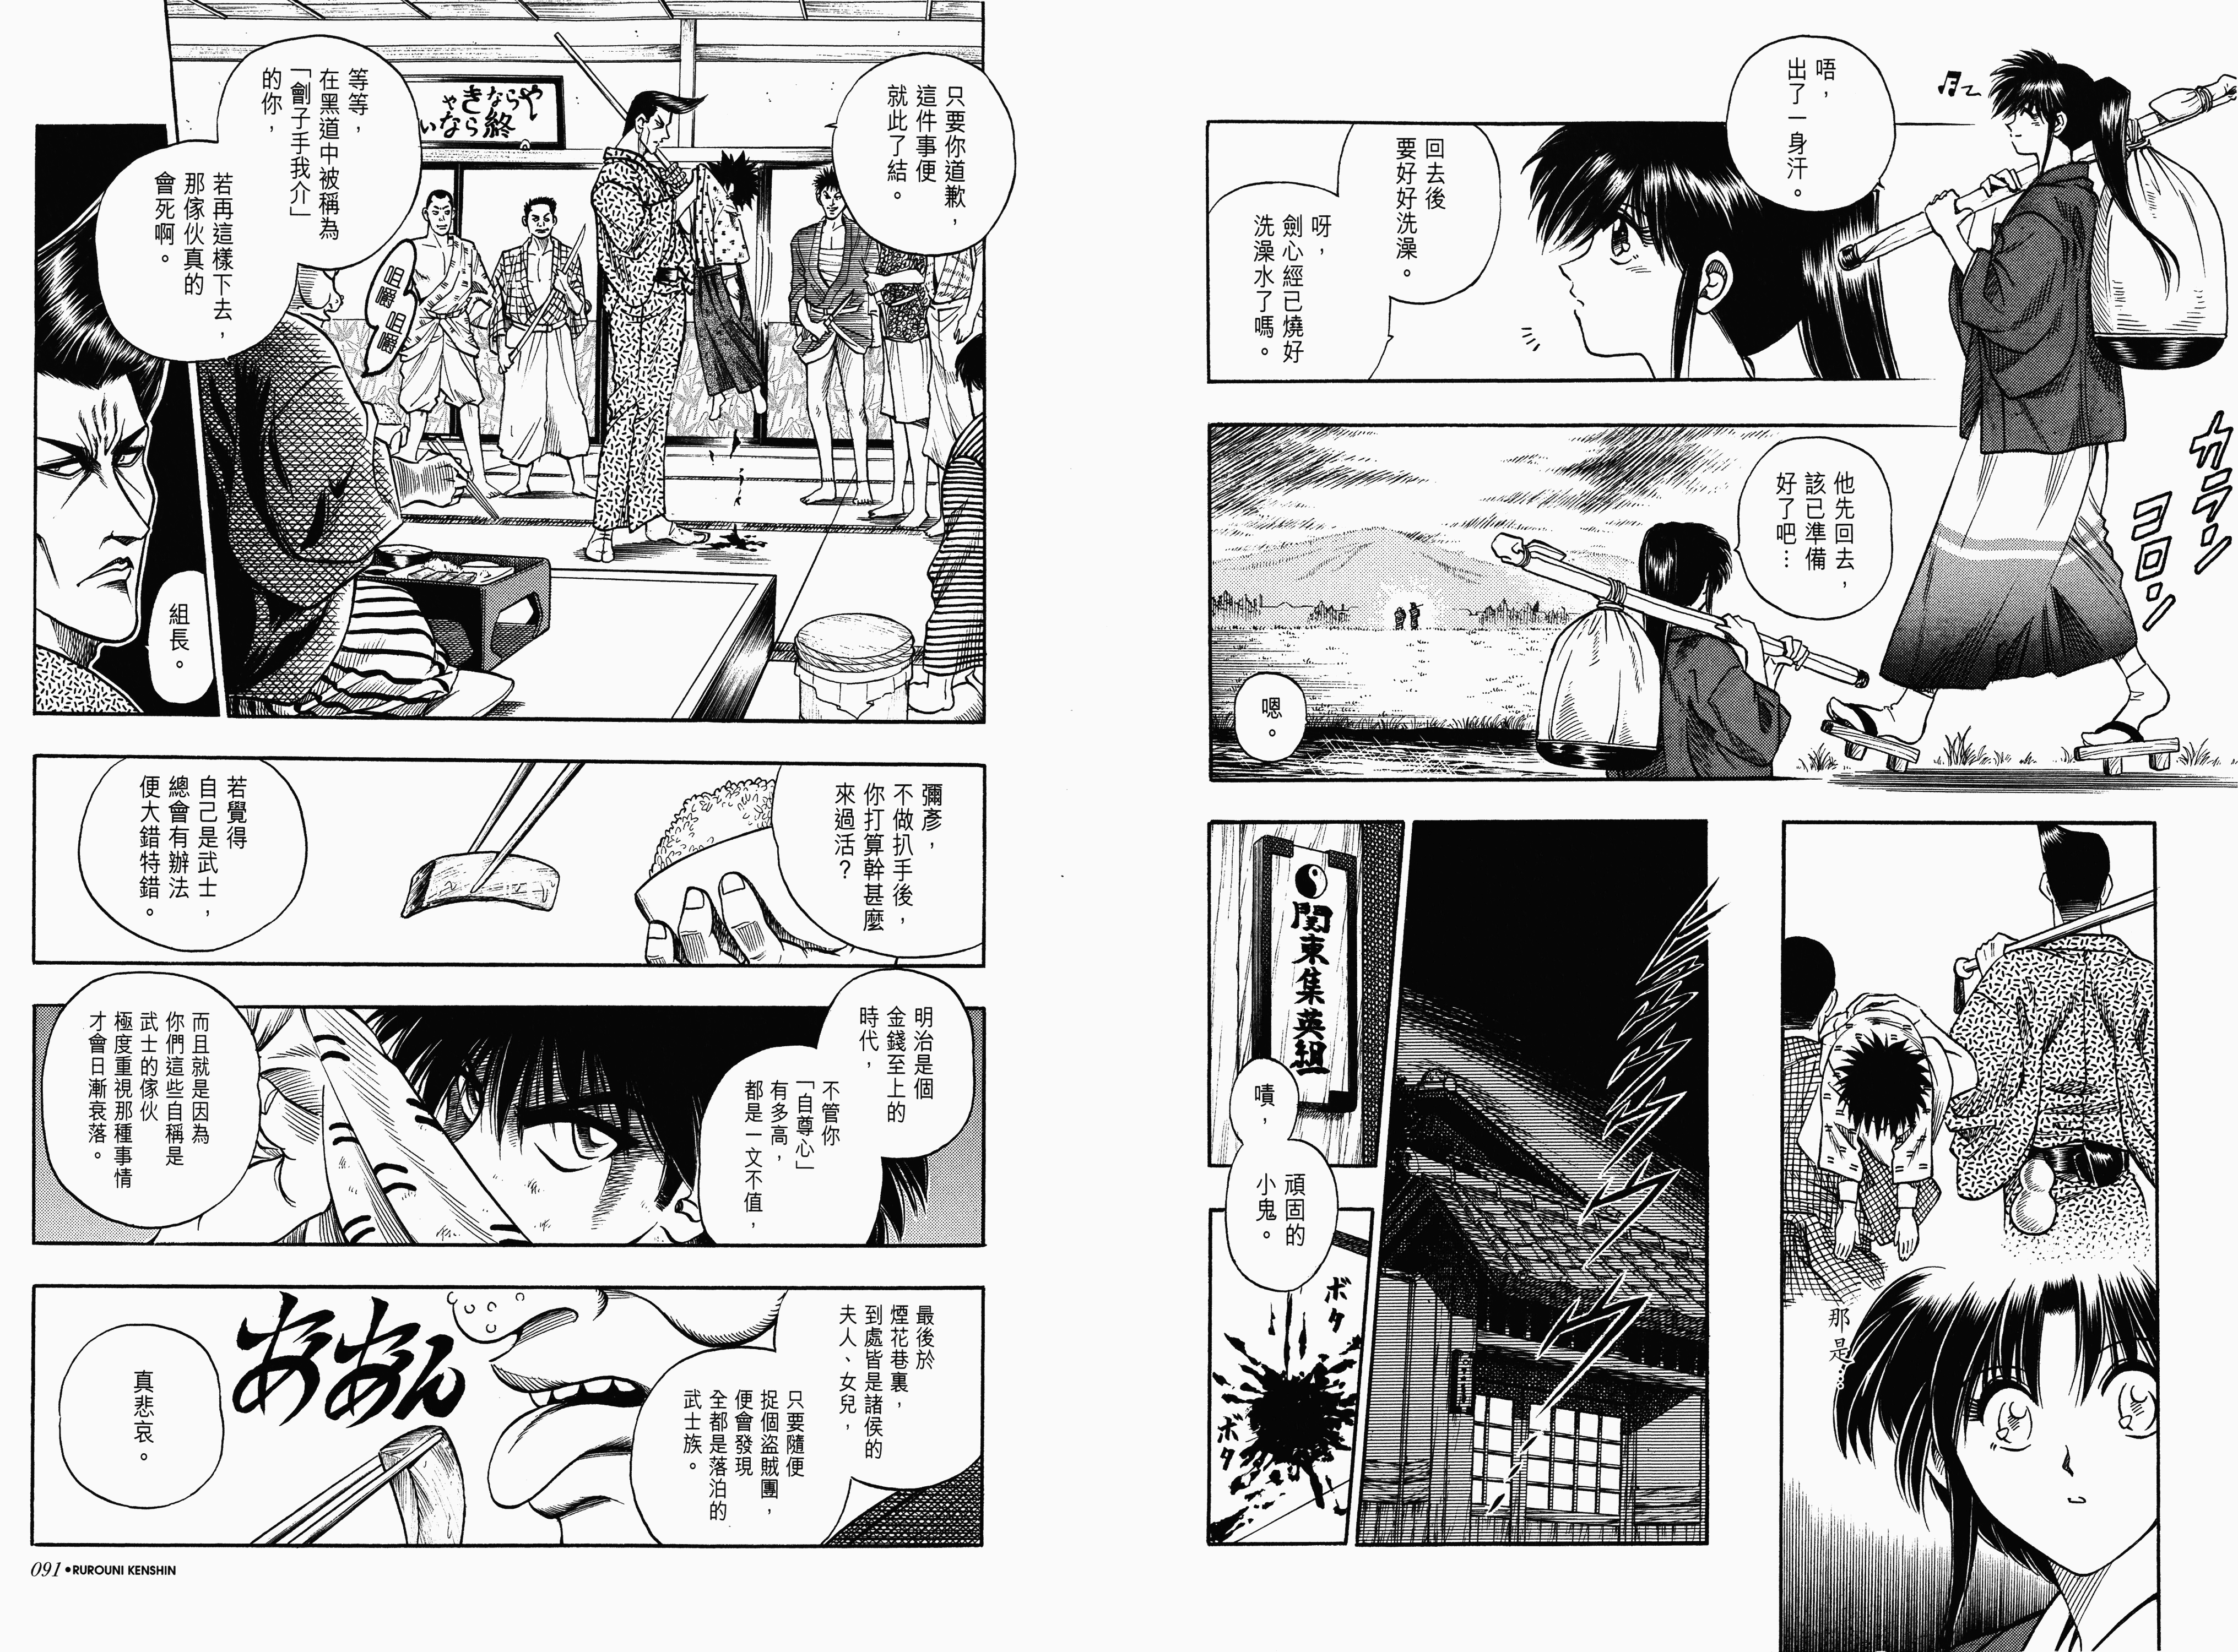 唔，
出了一身汗。
回去後
要好好洗澡。
呀，
劍心經已燒好
洗澡水了嗎。
カラン
コロン
他先回去，
該已準備
好了吧…
嗯。
那是…
関東集英組
嘖，
頑固的
小鬼。
ボタ
ボタ
只要你道歉，
這件事便
就此了結。
等等，
在黑道中被稱為
「劊子手我介」
的你，
若再這樣下去，
那傢伙真的
會死啊。
咀嚼
咀嚼
組長。
彌彥，
不做扒手後，
你打算幹甚麼
來過活？
若覺得
自己是武士，
總會有辦法
便大錯特錯。
明治是個
金錢至上的
時代，
不管你
「自尊心」
有多高，
都是一文不值，
而且就是因為
你們這些自稱是
武士的傢伙
極度重視那種事情
才會日漸衰落。
最後於
煙花巷裏，
到處皆是諸侯的
夫人、女兒，
只要隨便
捉個盜賊團，
便會發現
全都是落泊的
武士族。
ああん
真悲哀。
091•RUROUNI KENSHIN